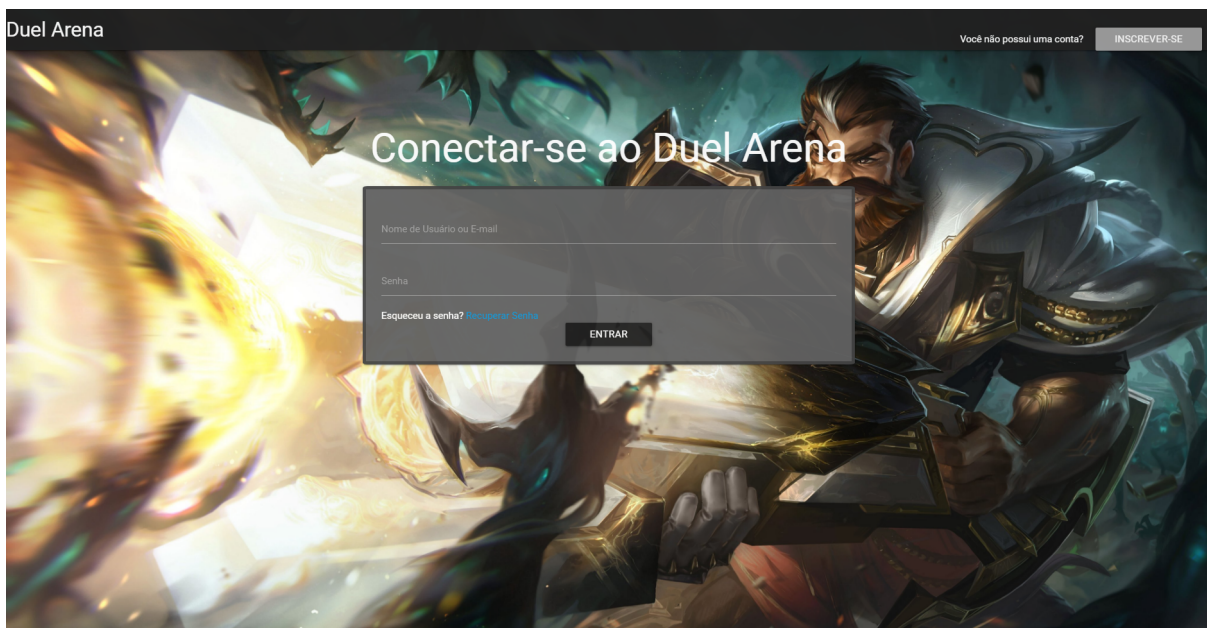 Duel Arena
Você não possui uma conta? INSCREVER-SE
Conectar-se ao Duel Arena
Nome de Usuário ou E-mail
Senha
Esqueceu a senha? Recuperar Senha
ENTRAR